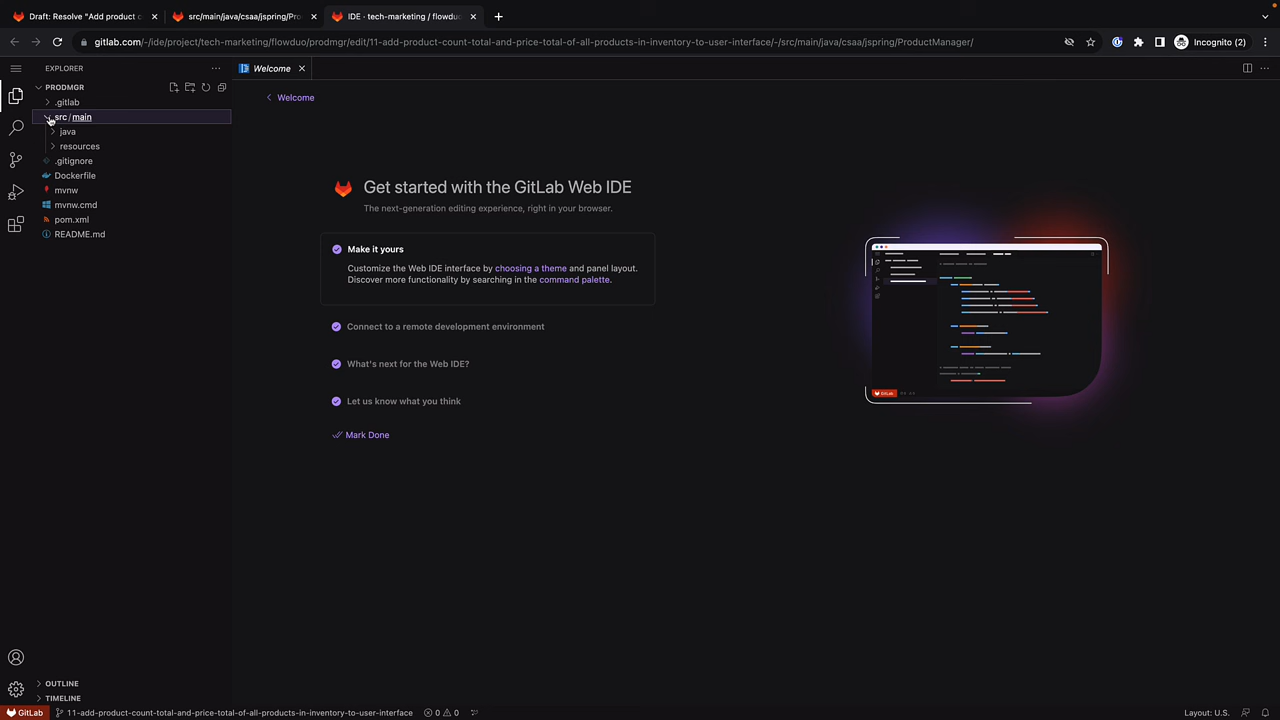 Draft: Resolve "Add product c
src/main/java/csaa/jspring/Pro
IDE · tech-marketing / flowduo
Incognito (2)
gitlab.com/-/ide/project/tech-marketing/flowduo/prodmgr/edit/11-add-product-count-total-and-price-total-of-all-products-in-inventory-to-user-interface/-/src/main/java/csaa/jspring/ProductManager/
EXPLORER
Welcome
PRODMGR
Welcome
.gitlab
src / main
java
resources
.gitignore
Dockerfile
mvnw
mvnw.cmd
pom.xml
README.md
Get started with the GitLab Web IDE
The next-generation editing experience, right in your browser.
Make it yours
Customize the Web IDE interface by choosing a theme and panel layout.
Discover more functionality by searching in the command palette.
Connect to a remote development environment
What's next for the Web IDE?
Let us know what you think
Mark Done
GitLab
OUTLINE
TIMELINE
GitLab
11-add-product-count-total-and-price-total-of-all-products-in-inventory-to-user-interface
0
0
Layout: U.S.